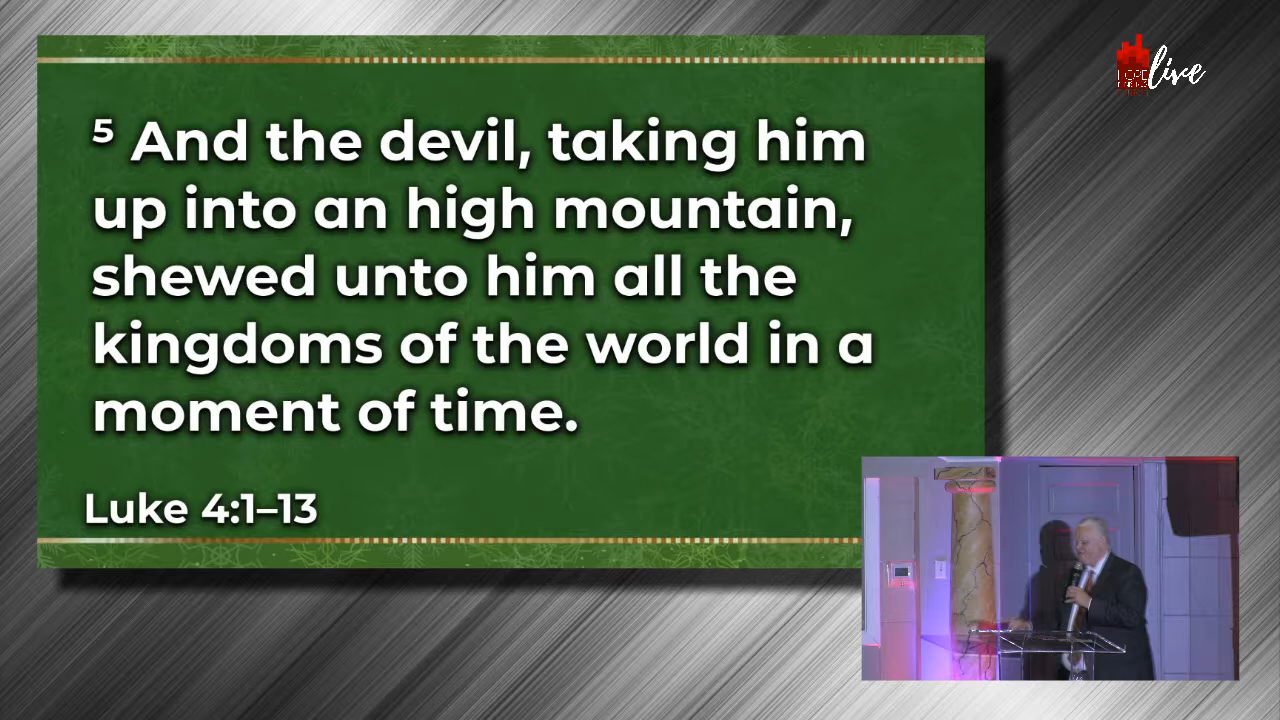 ⁵ And the devil, taking him
up into an high mountain,
shewed unto him all the
kingdoms of the world in a
moment of time.
Luke 4:1–13
live